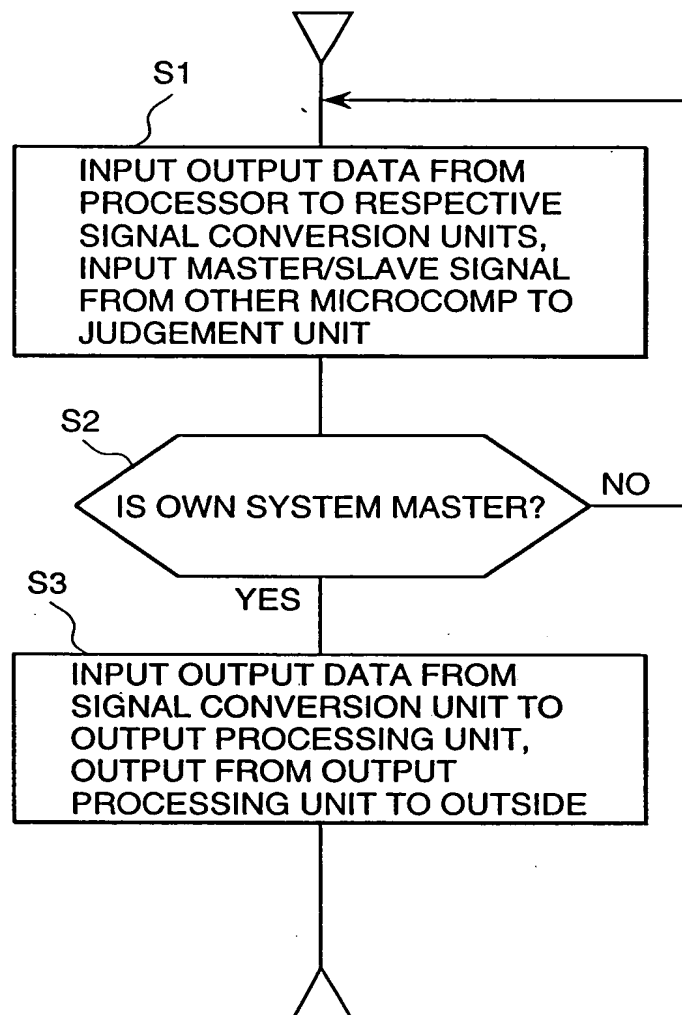 S1
INPUT OUTPUT DATA FROM
PROCESSOR TO RESPECTIVE
SIGNAL CONVERSION UNITS,
INPUT MASTER/SLAVE SIGNAL
FROM OTHER MICROCOMP TO
JUDGEMENT UNIT
S2
IS OWN SYSTEM MASTER?
NO
YES
S3
INPUT OUTPUT DATA FROM
SIGNAL CONVERSION UNIT TO
OUTPUT PROCESSING UNIT,
OUTPUT FROM OUTPUT
PROCESSING UNIT TO OUTSIDE